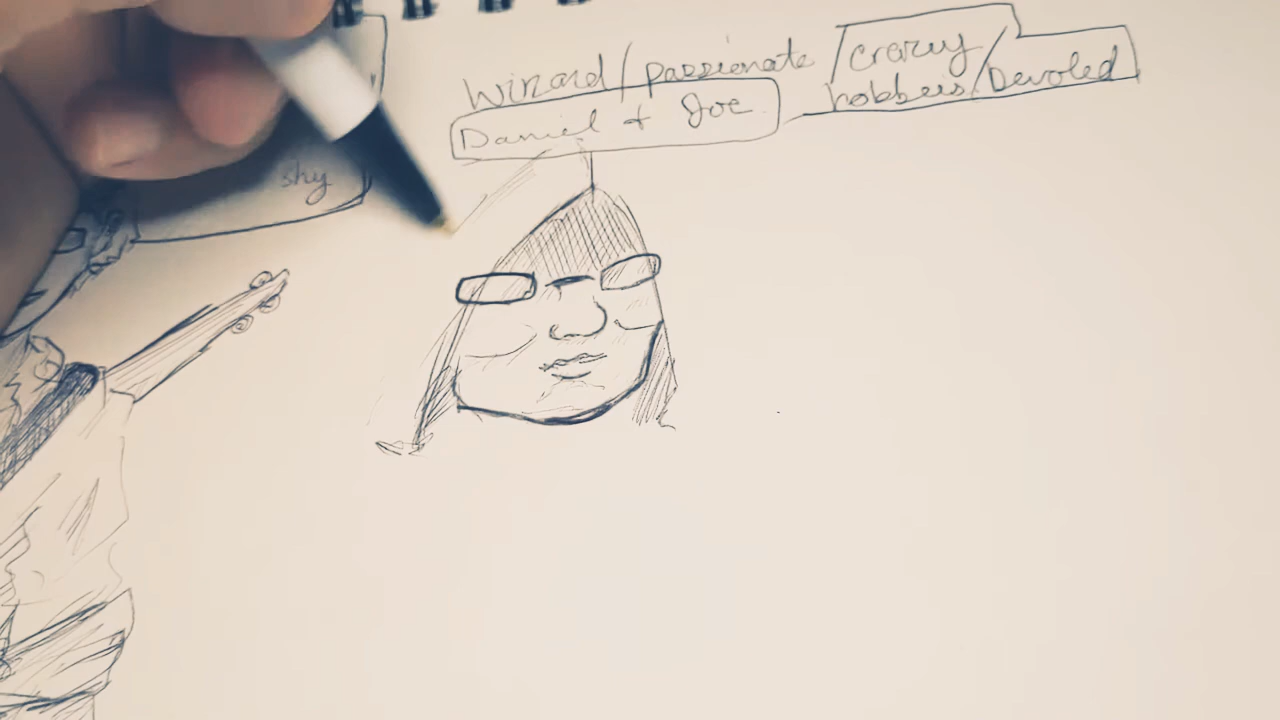 Wizard / passionate / crazy
hobbeis / Devoted
Daniel + Joe
shy